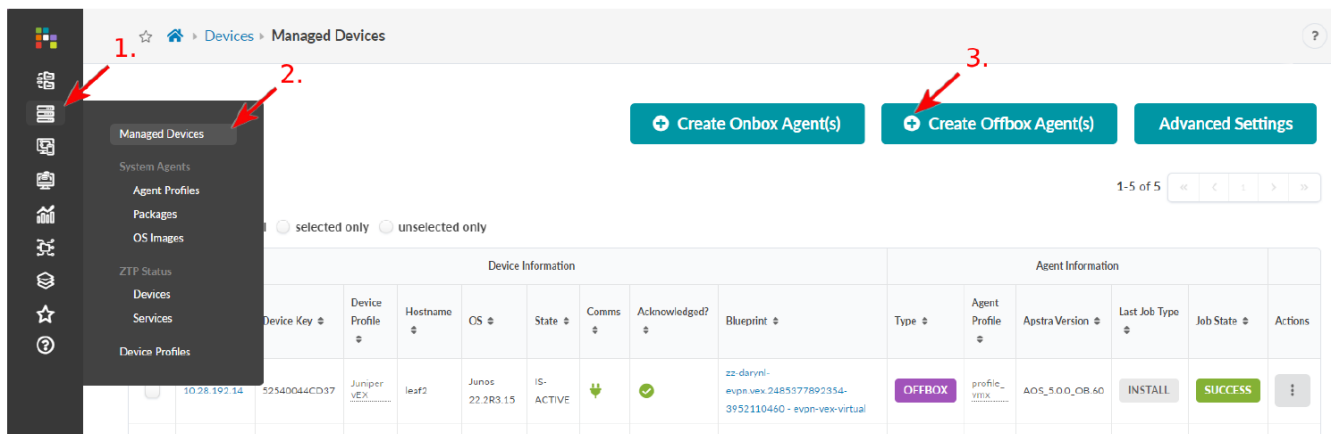 1.
Devices Managed Devices
?
2.
3.
Create Onbox Agent(s)
Create Offbox Agent(s)
Advanced Settings
Managed Devices
System Agents
Agent Profiles
Packages
OS Images
ZTP Status
Devices
Services
Device Profiles
1-5 of 5 « ‹ 1 › »
selected only unselected only
Device Information
Agent Information
Device Key
Device
Profile
Hostname
OS
State
Comms
Acknowledged?
Blueprint
Type
Agent
Profile
Apstra Version
Last Job Type
Job State
Actions
10.28.192.14
52540044CD37
Juniper
vEX
leaf2
Junos
22.2R3.15
IS-
ACTIVE
zz-darynl-
evpn.vex.2485377892354-
3952110460 - evpn-vex-virtual
OFFBOX
profile_
vmx
AOS_5.0.0_OB.60
INSTALL
SUCCESS